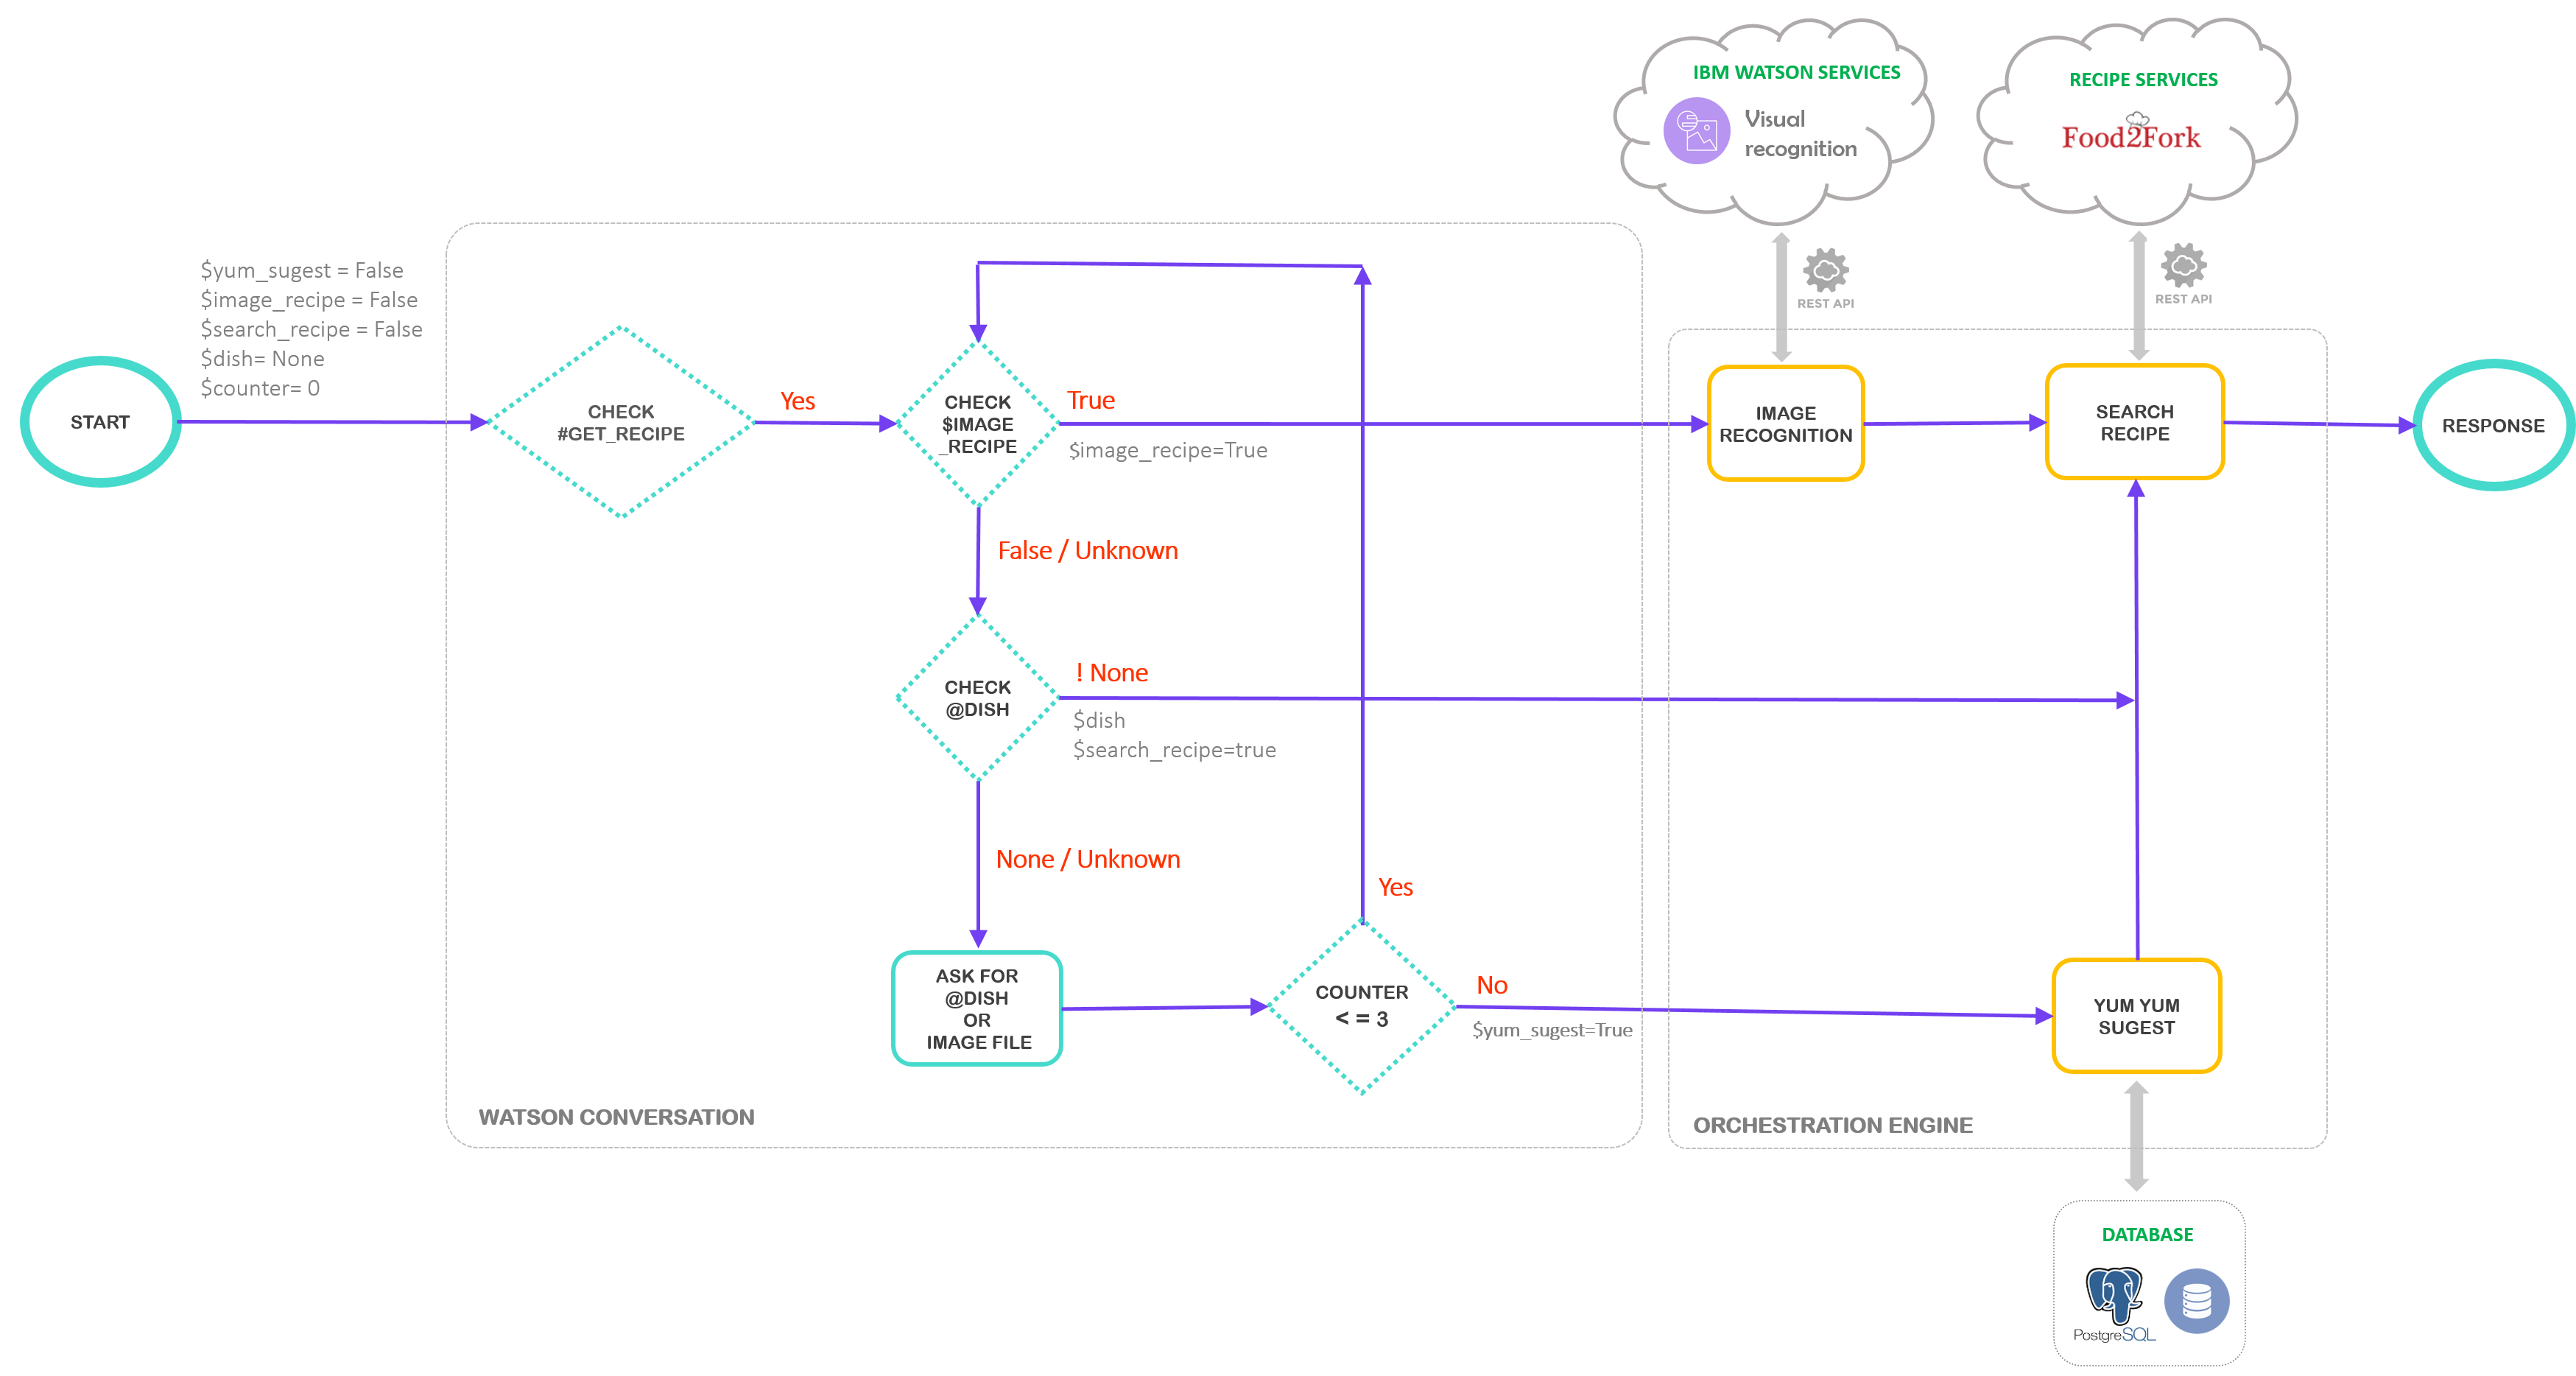 IBM WATSON SERVICES
Visual
recognition
RECIPE SERVICES
Food2Fork
REST API
REST API
$yum_sugest = False
$image_recipe = False
$search_recipe = False
$dish= None
$counter= 0
START
CHECK
#GET_RECIPE
Yes
CHECK
$IMAGE
_RECIPE
True
$image_recipe=True
IMAGE
RECOGNITION
SEARCH
RECIPE
RESPONSE
False / Unknown
CHECK
@DISH
! None
$dish
$search_recipe=true
None / Unknown
ASK FOR
@DISH
OR
IMAGE FILE
Yes
COUNTER
< = 3
No
$yum_sugest=True
YUM YUM
SUGEST
WATSON CONVERSATION
ORCHESTRATION ENGINE
DATABASE
PostgreSQL